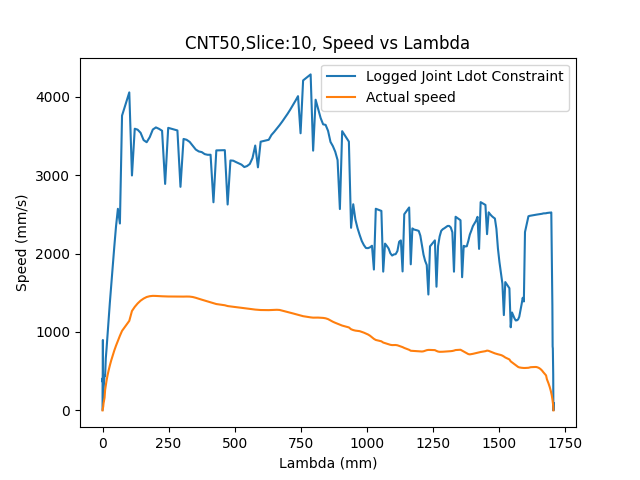 CNT50,Slice:10, Speed vs Lambda
Logged Joint Ldot Constraint
Actual speed
Speed (mm/s)
4000
3000
2000
1000
0
0 250 500 750 1000 1250 1500 1750
Lambda (mm)